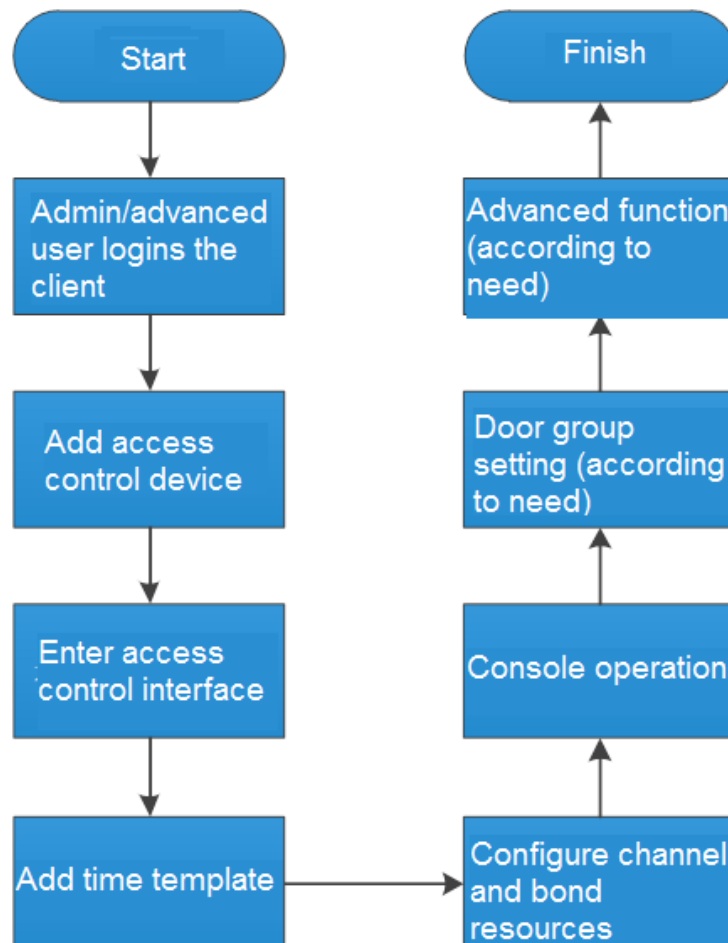 Start
Admin/advanced
user logins the
client
Add access
control device
Enter access
control interface
Add time template
Configure channel
and bond
resources
Console operation
Door group
setting (according
to need)
Advanced function
(according to
need)
Finish